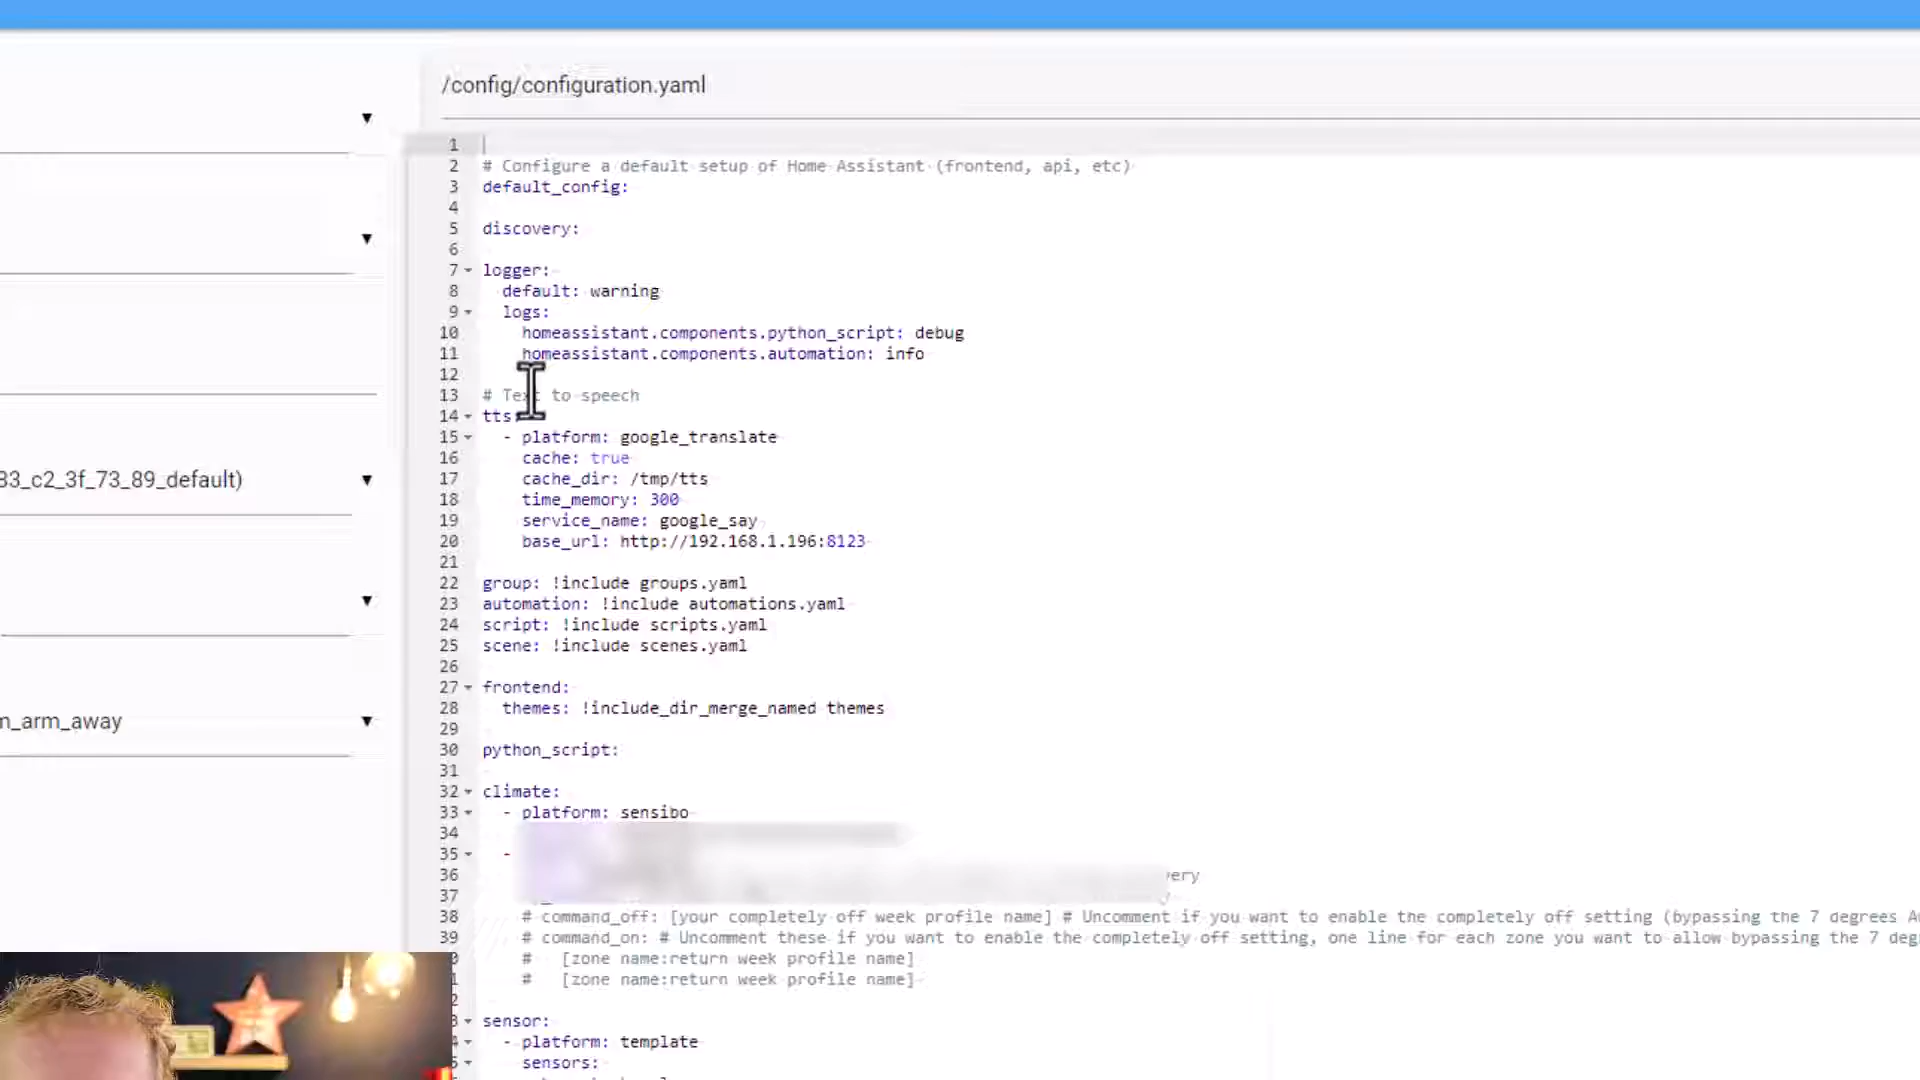 /config/configuration.yaml
1
2 # Configure a default setup of Home Assistant (frontend, api, etc)
3 default_config:
4
5 discovery:
6
7 logger:
8 default: warning
9 logs:
10 homeassistant.components.python_script: debug
11 homeassistant.components.automation: info
12
13 # to speech
14 tts
15 - platform: google_translate
16 cache: true
17 cache_dir: /tmp/tts
18 time_memory: 300
19 service_name: google_say
20 base_url: http://192.168.1.196:8123
21
22 group: !include groups.yaml
23 automation: !include automations.yaml
24 script: !include scripts.yaml
25 scene: !include scenes.yaml
26
27 frontend:
28 themes: !include_dir_merge_named themes
29
30 python_script:
31
32 climate:
33 - platform: sensibo
34
35 -
36
37
38 # command_off: [your completely off week profile name] # Uncomment if you want to enable the completely off setting (bypassing the 7 degrees
39 # command_on: # Uncomment these if you want to enable the completely off setting, one line for each zone you want to allow bypassing the 7
# [zone name:return week profile name]
# [zone name:return week profile name]
sensor:
- platform: template
sensors:
83_c2_3f_73_89_default)
m_arm_away